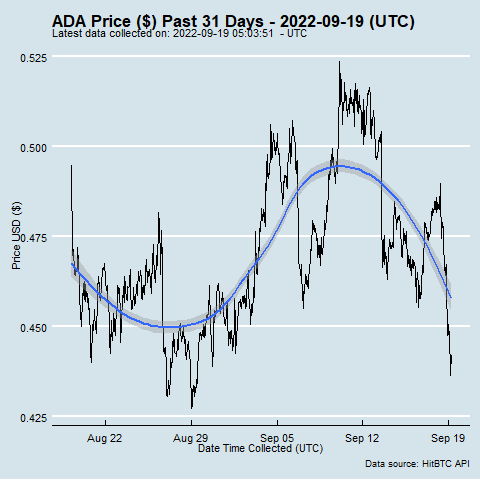 ADA Price ($) Past 31 Days - 2022-09-19 (UTC)
Latest data collected on: 2022-09-19 05:03:51  - UTC
0.525
0.500
0.475
0.450
0.425
Price USD ($)
Aug 22
Aug 29
Sep 05
Sep 12
Sep 19
Date Time Collected (UTC)
Data source: HitBTC API